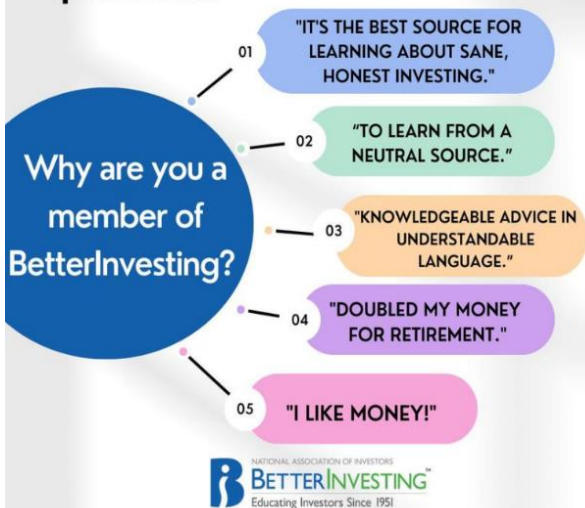 Why are you a
member of
BetterInvesting?
01
"IT'S THE BEST SOURCE FOR
LEARNING ABOUT SANE,
HONEST INVESTING."
02
“TO LEARN FROM A
NEUTRAL SOURCE.”
03
"KNOWLEDGEABLE ADVICE IN
UNDERSTANDABLE
LANGUAGE.”
04
"DOUBLED MY MONEY
FOR RETIREMENT."
05
"I LIKE MONEY!"
NATIONAL ASSOCIATION OF INVESTORS
BETTERINVESTING™
Educating Investors Since 1951